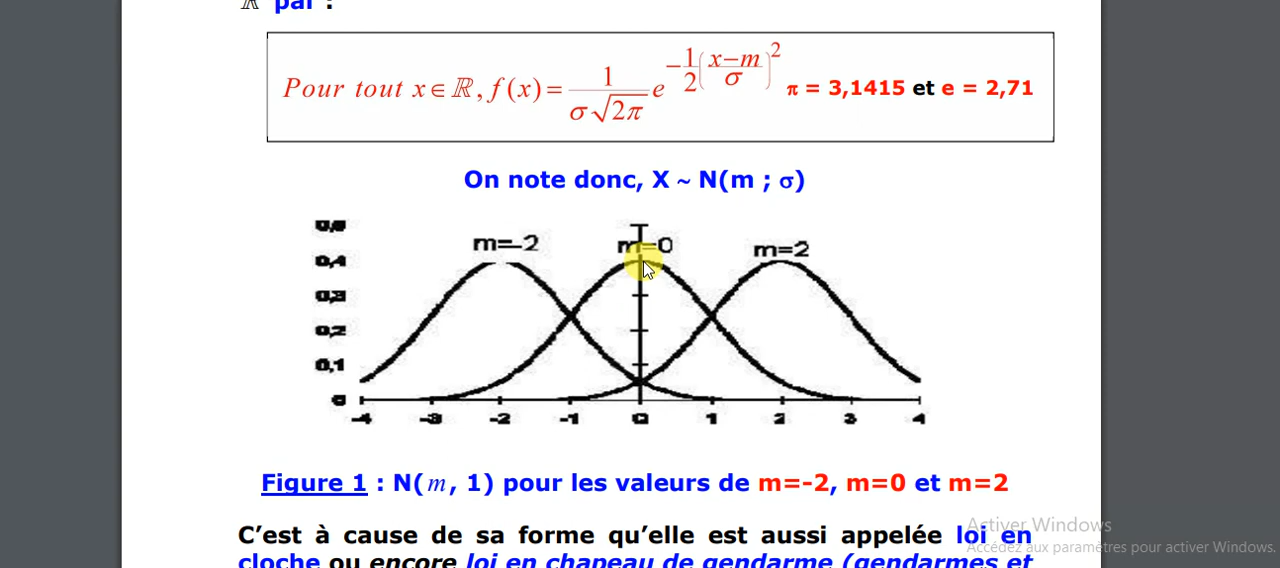 ℝ par :
Pour tout x ∈ ℝ, f(x) = 1/(σ√2π) e^(-1/2((x-m)/σ)^2) π = 3,1415 et e = 2,71
On note donc, X ~ N(m ; σ)
0,5
m=-2 m=0 m=2
0,4
0,3
0,2
0,1
0
-4 -3 -2 -1 0 1 2 3 4
Figure 1 : N(m, 1) pour les valeurs de m=-2, m=0 et m=2
C'est à cause de sa forme qu'elle est aussi appelée loi en
cloche ou encore loi en chapeau de gendarme (gendarmes et
Activer Windows
Accédez aux paramètres pour activer Windows.